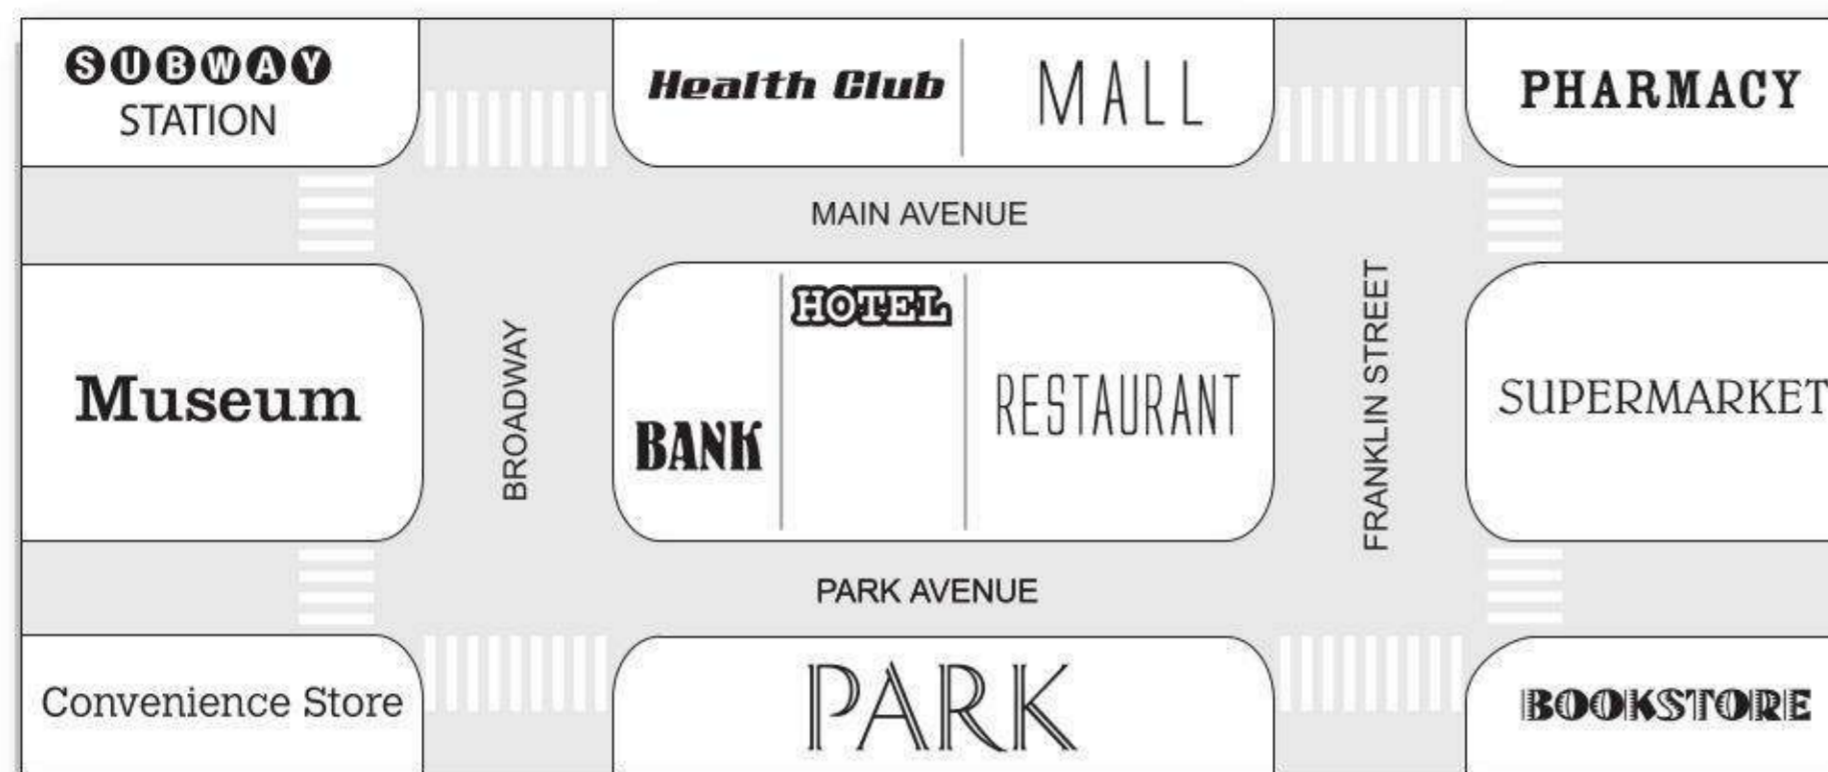 SUBWAY
STATION
Health Club
MALL
PHARMACY
MAIN AVENUE
Museum
BROADWAY
HOTEL
BANK
RESTAURANT
FRANKLIN STREET
SUPERMARKET
PARK AVENUE
Convenience Store
PARK
BOOKSTORE